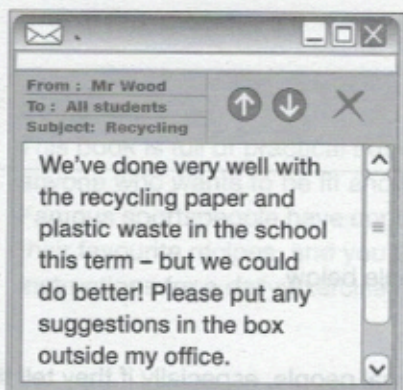 From : Mr Wood
To : All students
Subject: Recycling
We've done very well with
the recycling paper and
plastic waste in the school
this term – but we could
do better! Please put any
suggestions in the box
outside my office.